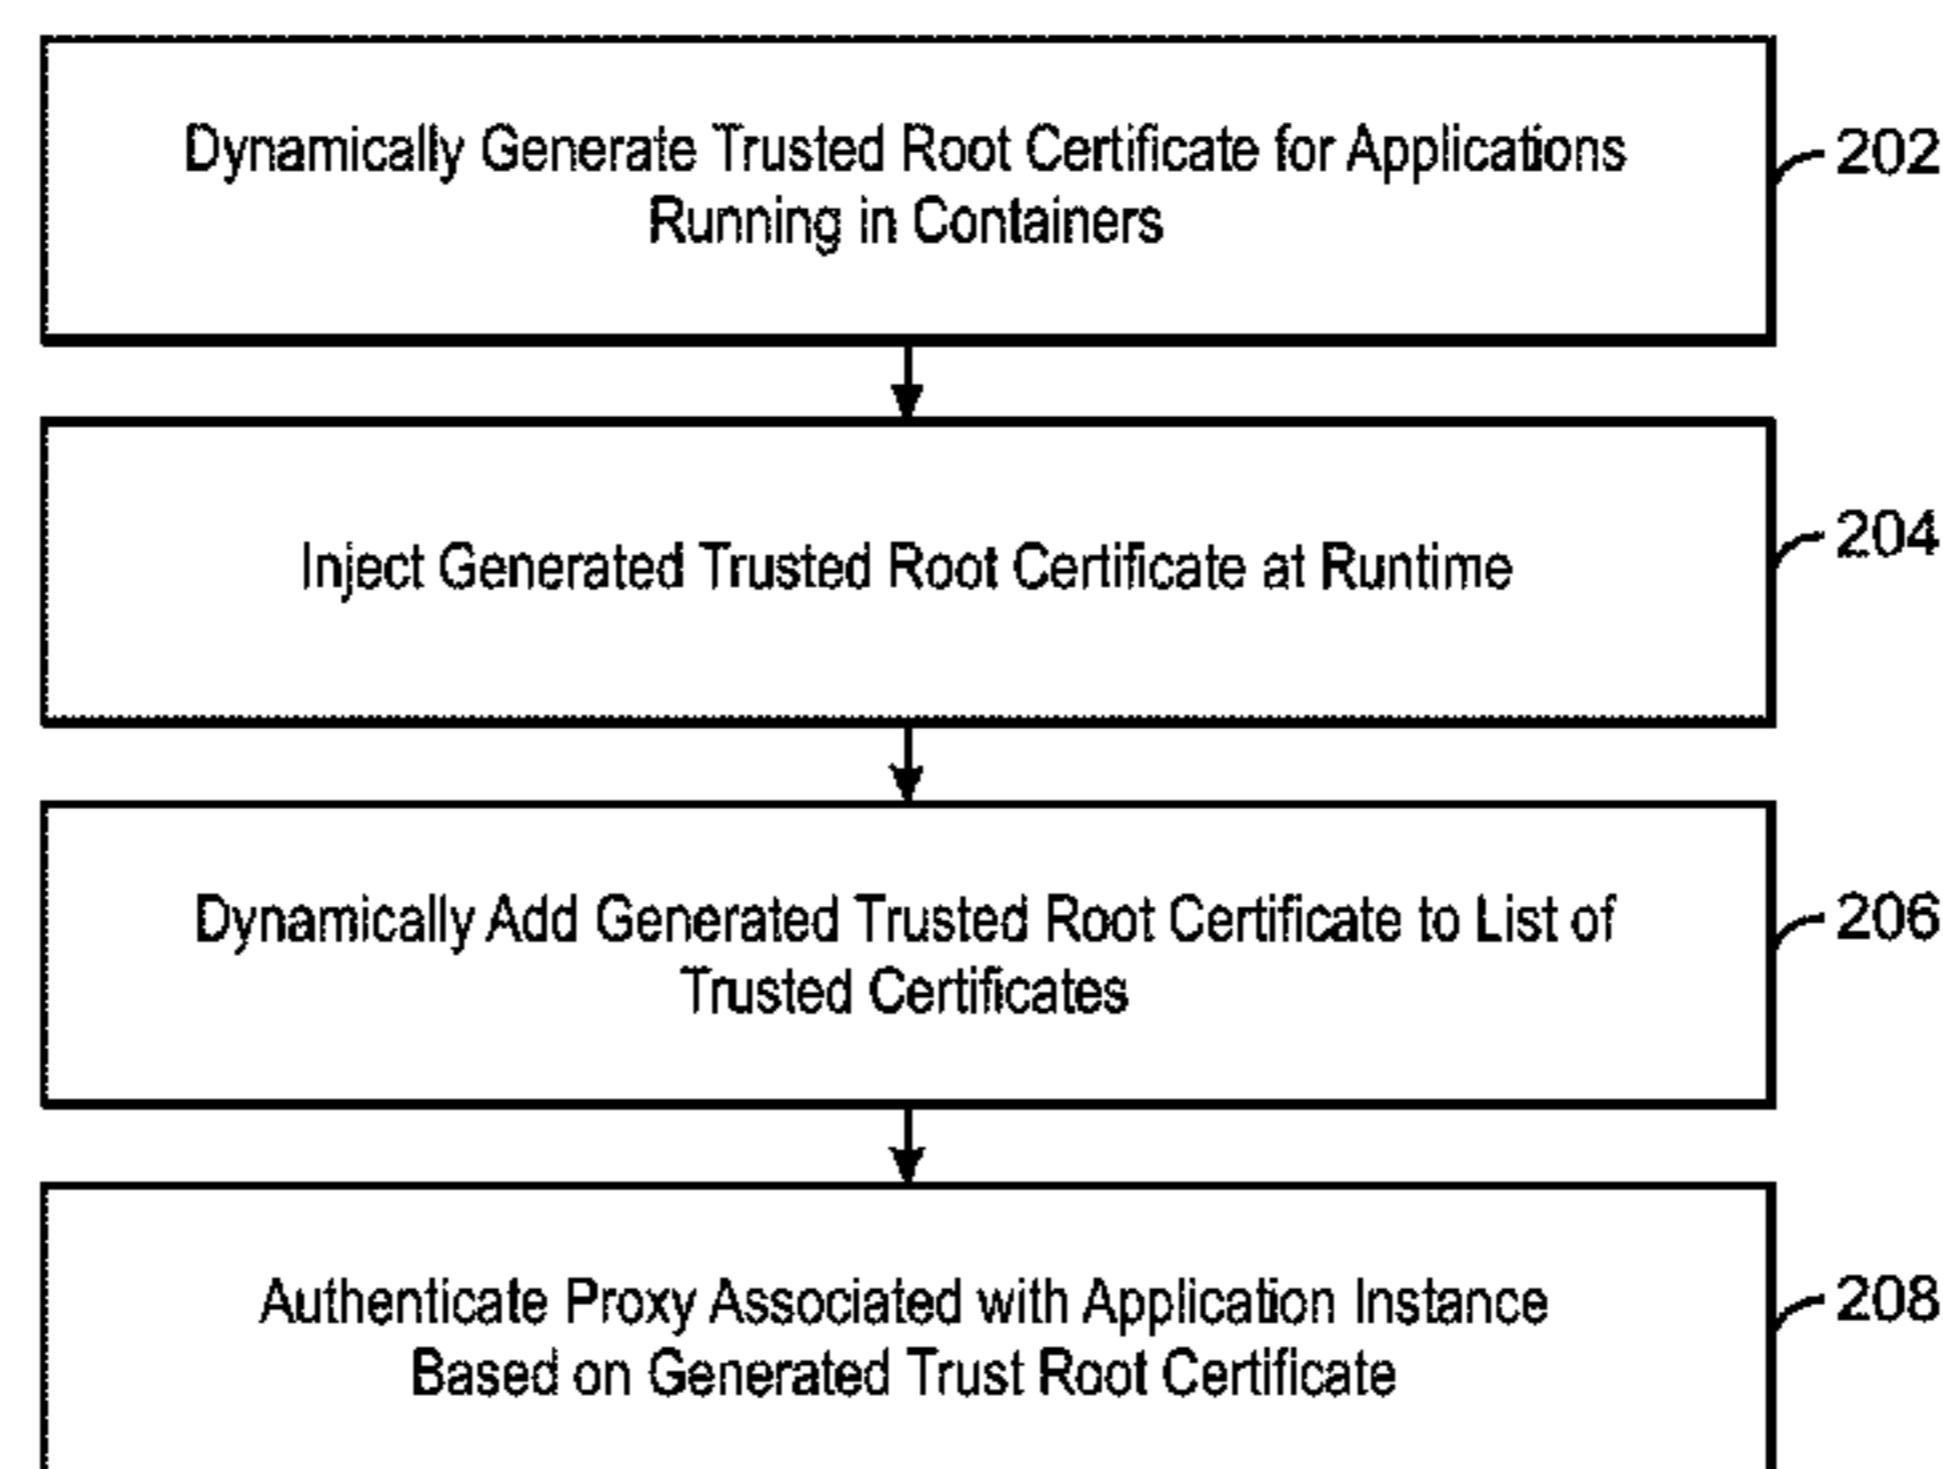 Dynamically Generate Trusted Root Certificate for Applications
Running in Containers
202
Inject Generated Trusted Root Certificate at Runtime
204
Dynamically Add Generated Trusted Root Certificate to List of
Trusted Certificates
206
Authenticate Proxy Associated with Application Instance
Based on Generated Trust Root Certificate
208